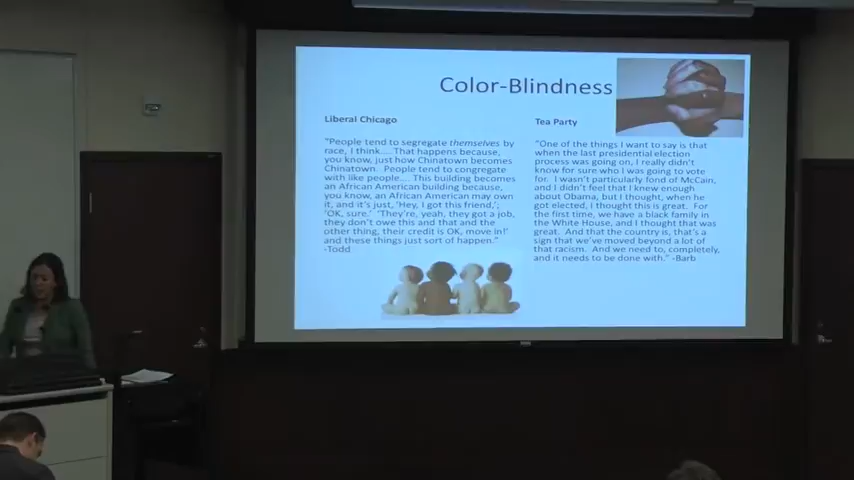 Color-Blindness
Liberal Chicago
"People tend to segregate themselves by
race, I think.... That happens because,
you know, just how Chinatown becomes
Chinatown. People tend to congregate
with like people.... This building becomes
an African American building because,
you know, an African American may own
it, and it's just, 'Hey, I got this friend,';
'OK, sure.' 'They're, yeah, they got a job,
they don't owe this and that and the
other thing, their credit is OK, move in!'
and these things just sort of happen."
-Todd
Tea Party
"One of the things I want to say is that
when the last presidential election
process was going on, I really didn't
know for sure who I was going to vote
for. I wasn't particularly fond of McCain,
and I didn't feel that I knew enough
about Obama, but I thought, when he
got elected, I thought this is great. For
the first time, we have a black family in
the White House, and I thought that was
great. And that the country is, that's a
sign that we've moved beyond a lot of
that racism. And we need to, completely,
and it needs to be done with." -Barb